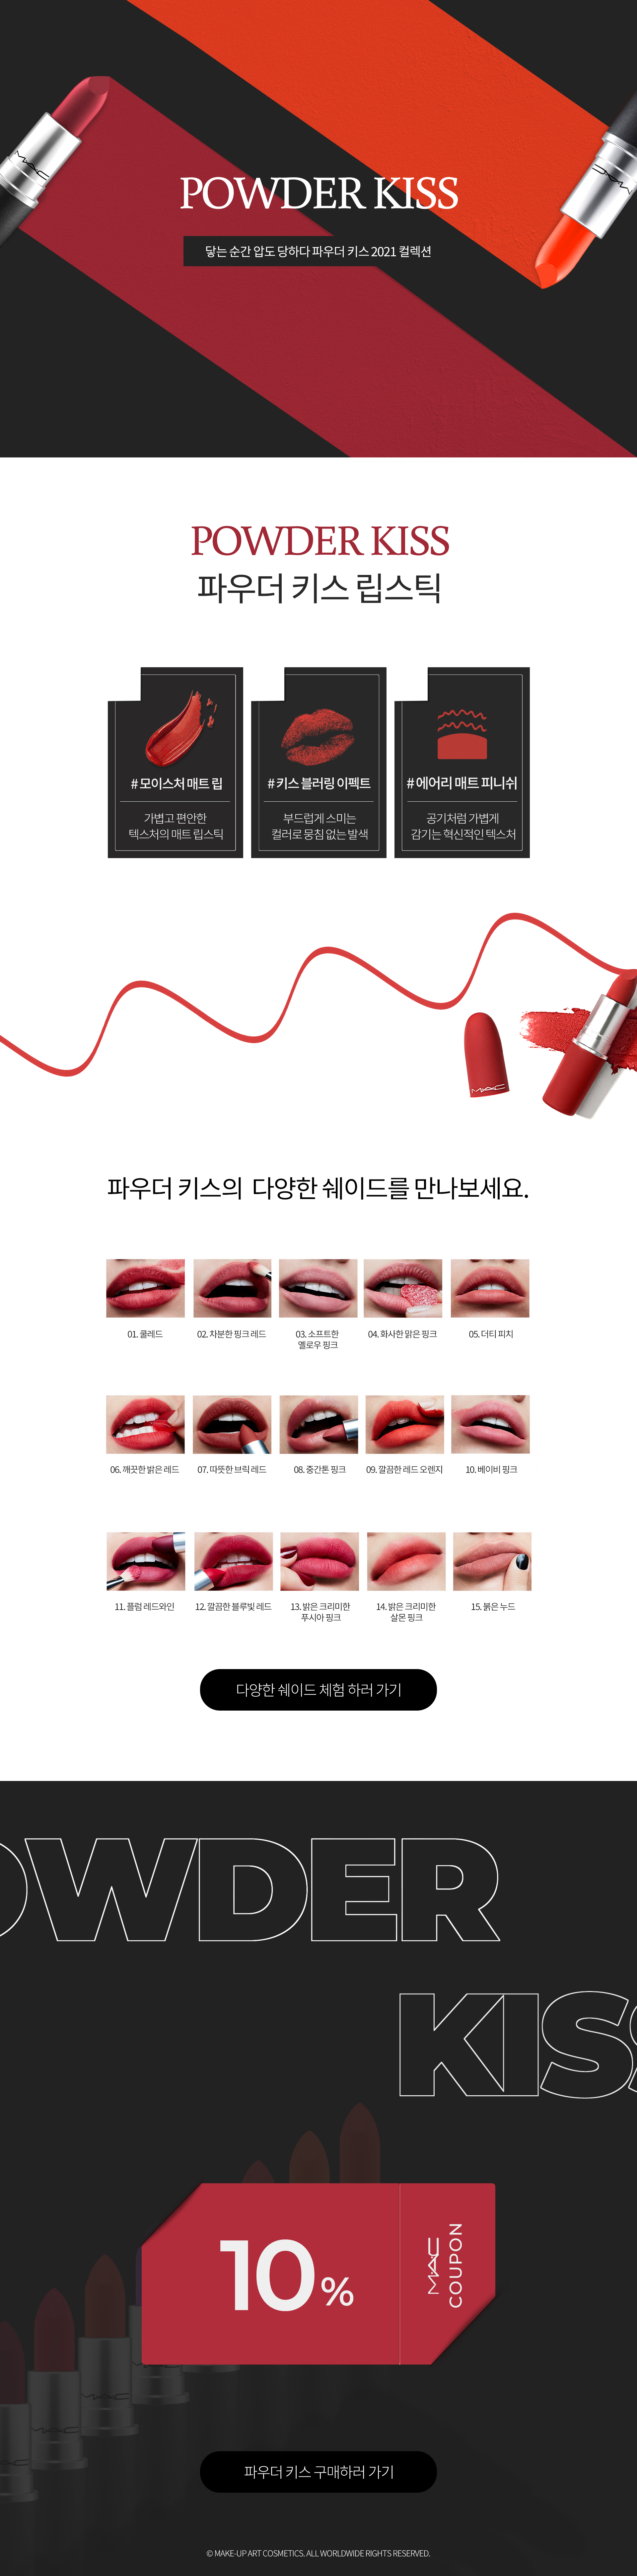 MAC
MAC
POWDER KISS
닿는 순간 압도 당하다 파우더 키스 2021 컬렉션
POWDER KISS
파우더 키스 립스틱
# 모이스처 매트 립
가볍고 편안한
텍스처의 매트 립스틱
# 키스 블러링 이펙트
부드럽게 스미는
컬러로 뭉침 없는 발색
# 에어리 매트 피니쉬
공기처럼 가볍게
감기는 혁신적인 텍스처
MAC
파우더 키스의 다양한 쉐이드를 만나보세요.
01. 쿨레드
02. 차분한 핑크 레드
03. 소프트한
옐로우 핑크
04. 화사한 맑은 핑크
05. 더티 피치
06. 깨끗한 밝은 레드
07. 따뜻한 브릭 레드
08. 중간톤 핑크
09. 깔끔한 레드 오렌지
10. 베이비 핑크
11. 플럼 레드와인
12. 깔끔한 블루빛 레드
13. 밝은 크리미한
푸시아 핑크
14. 밝은 크리미한
살몬 핑크
15. 붉은 누드
다양한 쉐이드 체험 하러 가기
OWDER
KISS
10%
MAC
COUPON
MAC
MAC
MAC
파우더 키스 구매하러 가기
© MAKE-UP ART COSMETICS. ALL WORLDWIDE RIGHTS RESERVED.